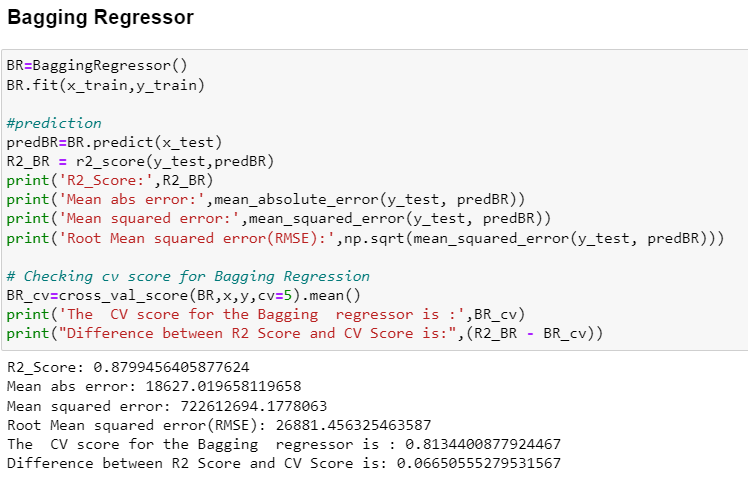 Bagging Regressor
BR=BaggingRegressor()
BR.fit(x_train,y_train)
#prediction
predBR=BR.predict(x_test)
R2_BR = r2_score(y_test,predBR)
print('R2_Score:',R2_BR)
print('Mean abs error:',mean_absolute_error(y_test, predBR))
print('Mean squared error:',mean_squared_error(y_test, predBR))
print('Root Mean squared error(RMSE):',np.sqrt(mean_squared_error(y_test, predBR)))
# Checking cv score for Bagging Regression
BR_cv=cross_val_score(BR,x,y,cv=5).mean()
print('The  CV score for the Bagging  regressor is :',BR_cv)
print("Difference between R2 Score and CV Score is:",(R2_BR - BR_cv))
R2_Score: 0.8799456405877624
Mean abs error: 18627.019658119658
Mean squared error: 722612694.1778063
Root Mean squared error(RMSE): 26881.456325463587
The  CV score for the Bagging  regressor is : 0.8134400877924467
Difference between R2 Score and CV Score is: 0.06650555279531567